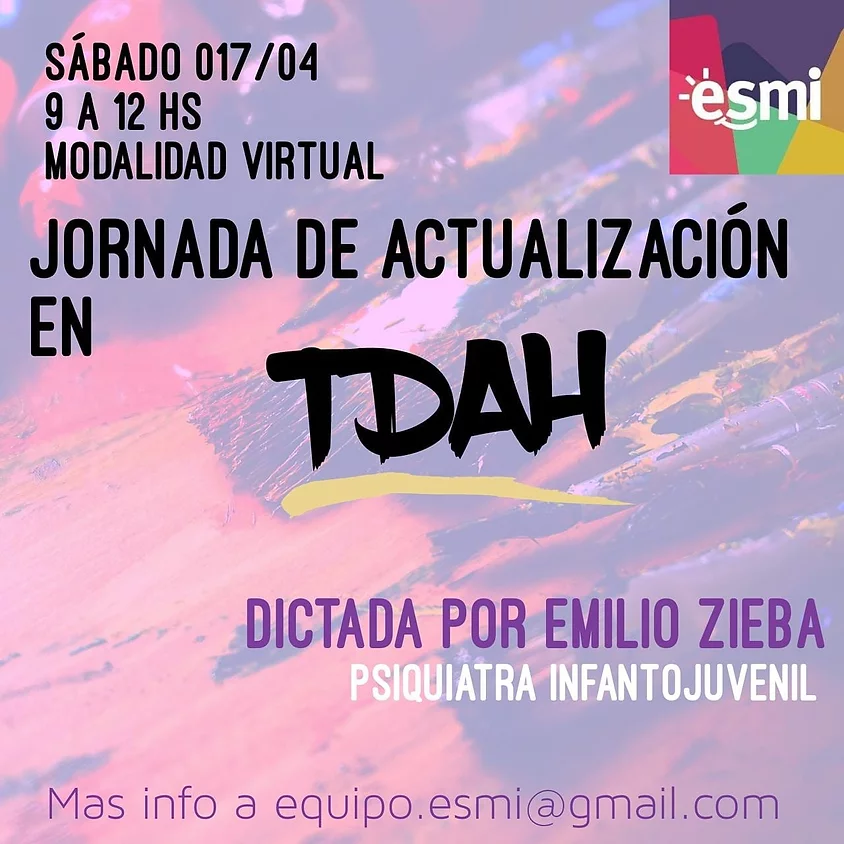 SÁBADO 017/04
9 A 12 HS
MODALIDAD VIRTUAL
esmi
JORNADA DE ACTUALIZACIÓN
EN
TDAH
DICTADA POR EMILIO ZIEBA
PSIQUIATRA INFANTOJUVENIL
Mas info a equipo.esmi@gmail.com